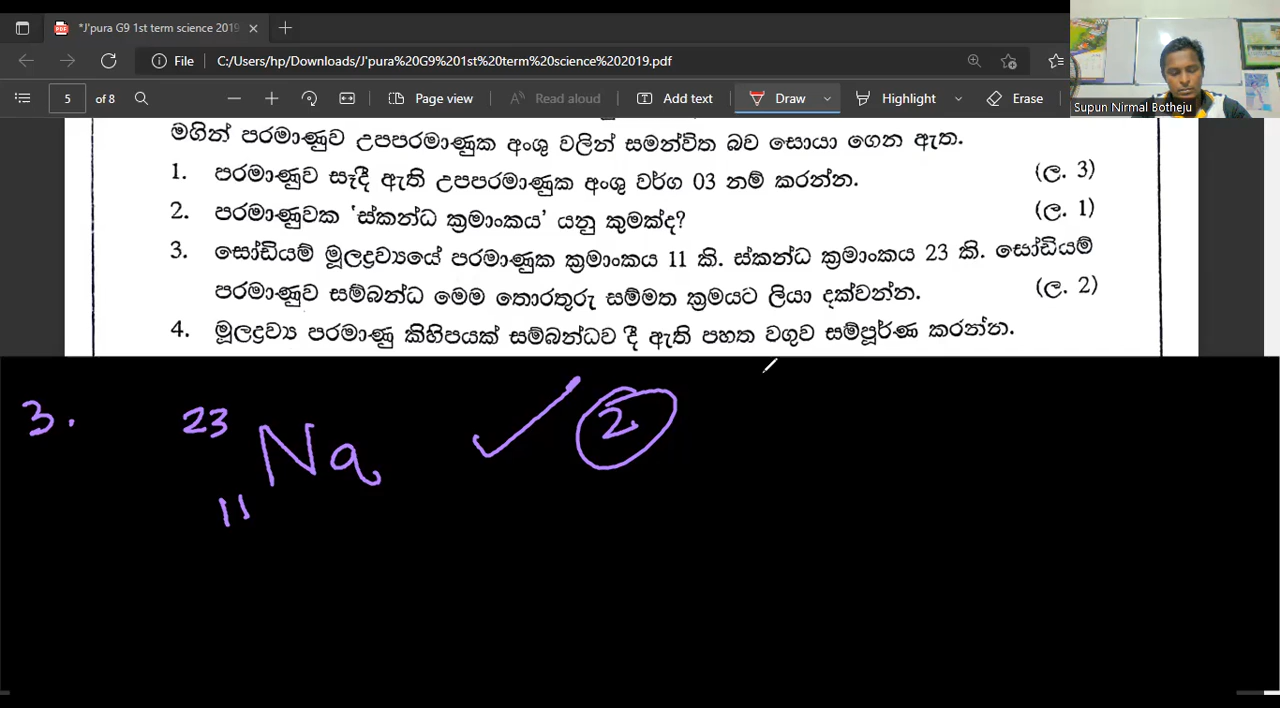 *J'pura G9 1st term science 2019
File C:/Users/hp/Downloads/J'pura%20G9%201st%20term%20science%202019.pdf
5 of 8 Page view Read aloud Add text Draw Highlight Erase
Supun Nirmal Botheju
මගින් පරමාණුව උපපරමාණුක අංශු වලින් සමන්විත බව සොයා ගෙන ඇත.
1. පරමාණුව සෑදී ඇති උපපරමාණුක අංශු වර්ග 03 නම් කරන්න. (ල. 3)
2. පරමාණුවක ‘ස්කන්ධ ක්‍රමාංකය’ යනු කුමක්ද? (ල. 1)
3. සෝඩියම් මූලද්‍රව්‍යයේ පරමාණුක ක්‍රමාංකය 11 කි. ස්කන්ධ ක්‍රමාංකය 23 කි. සෝඩියම්
පරමාණුව සම්බන්ධ මෙම තොරතුරු සම්මත ක්‍රමයට ලියා දක්වන්න. (ල. 2)
4. මූලද්‍රව්‍ය පරමාණු කිහිපයක් සම්බන්ධව දී ඇති පහත වගුව සම්පූර්ණ කරන්න.
3. 23 Na 2
11